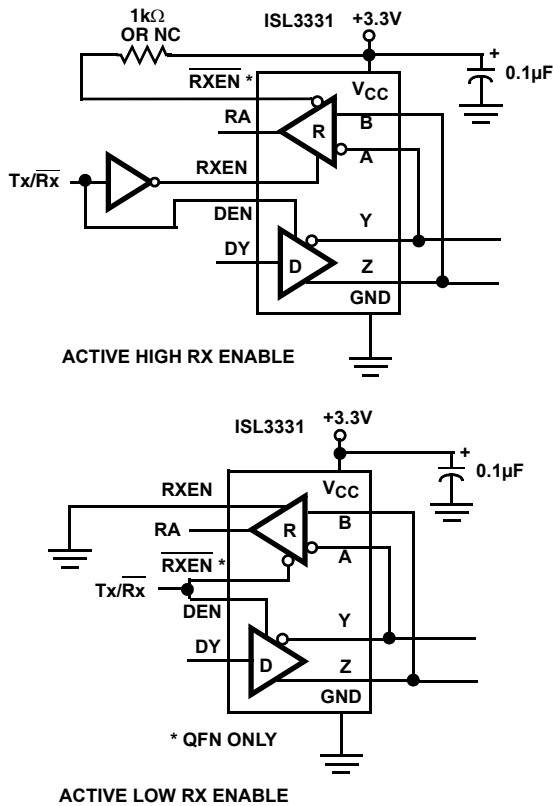 1kΩ
OR NC
ISL3331
+3.3V
+
0.1µF
RXEN *
VCC
RA
R
B
A
Tx/Rx
RXEN
DEN
Y
DY
D
Z
GND
ACTIVE HIGH RX ENABLE
ISL3331
+3.3V
+
0.1µF
RXEN
VCC
RA
R
B
A
RXEN *
Tx/Rx
DEN
Y
DY
D
Z
GND
* QFN ONLY
ACTIVE LOW RX ENABLE